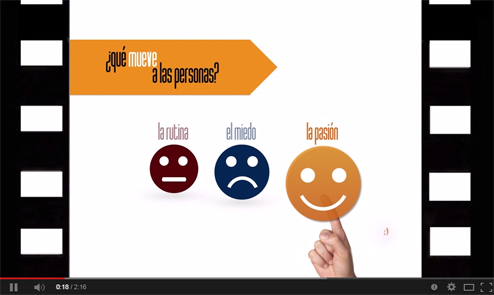 ¿qué mueve
a las personas?
la rutina
el miedo
la pasión
;)
0:18 / 2:16